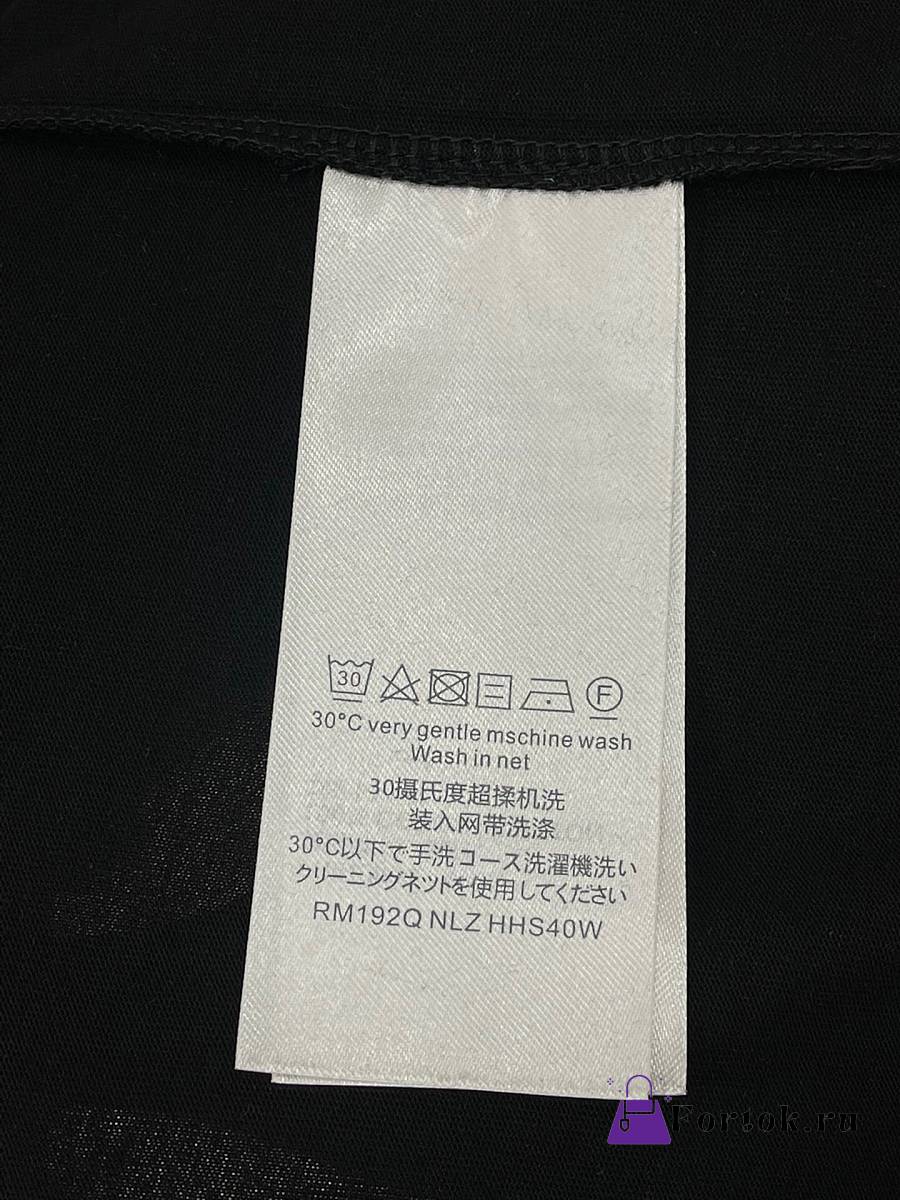 30
F
30°C very gentle mschine wash
Wash in net
30摄氏度超揉机洗
装入网带洗涤
30°C以下で手洗コース洗濯機洗い
クリーニングネツトを使用してください
RM192Q NLZ HHS40W
Fortok.ru